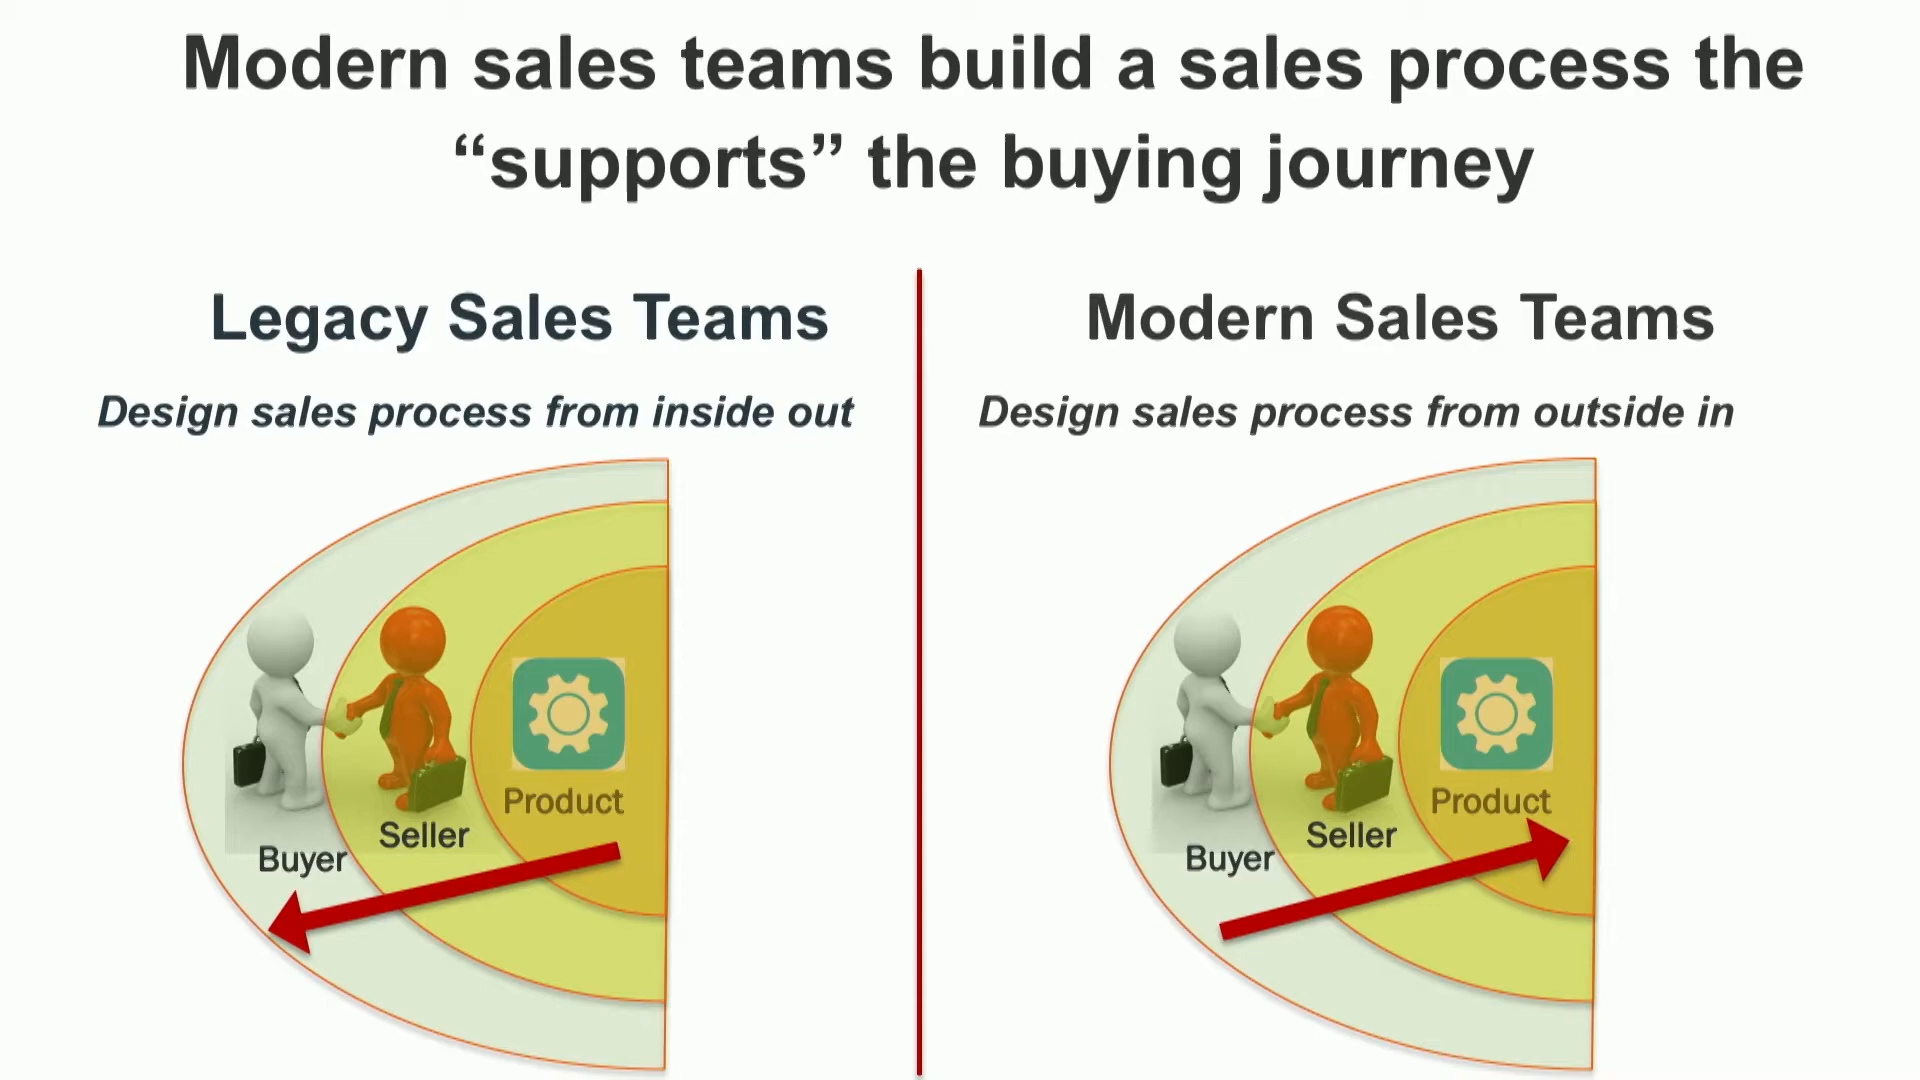 Modern sales teams build a sales process the
“supports” the buying journey
Legacy Sales Teams
Design sales process from inside out
Buyer
Seller
Product
Modern Sales Teams
Design sales process from outside in
Buyer
Seller
Product